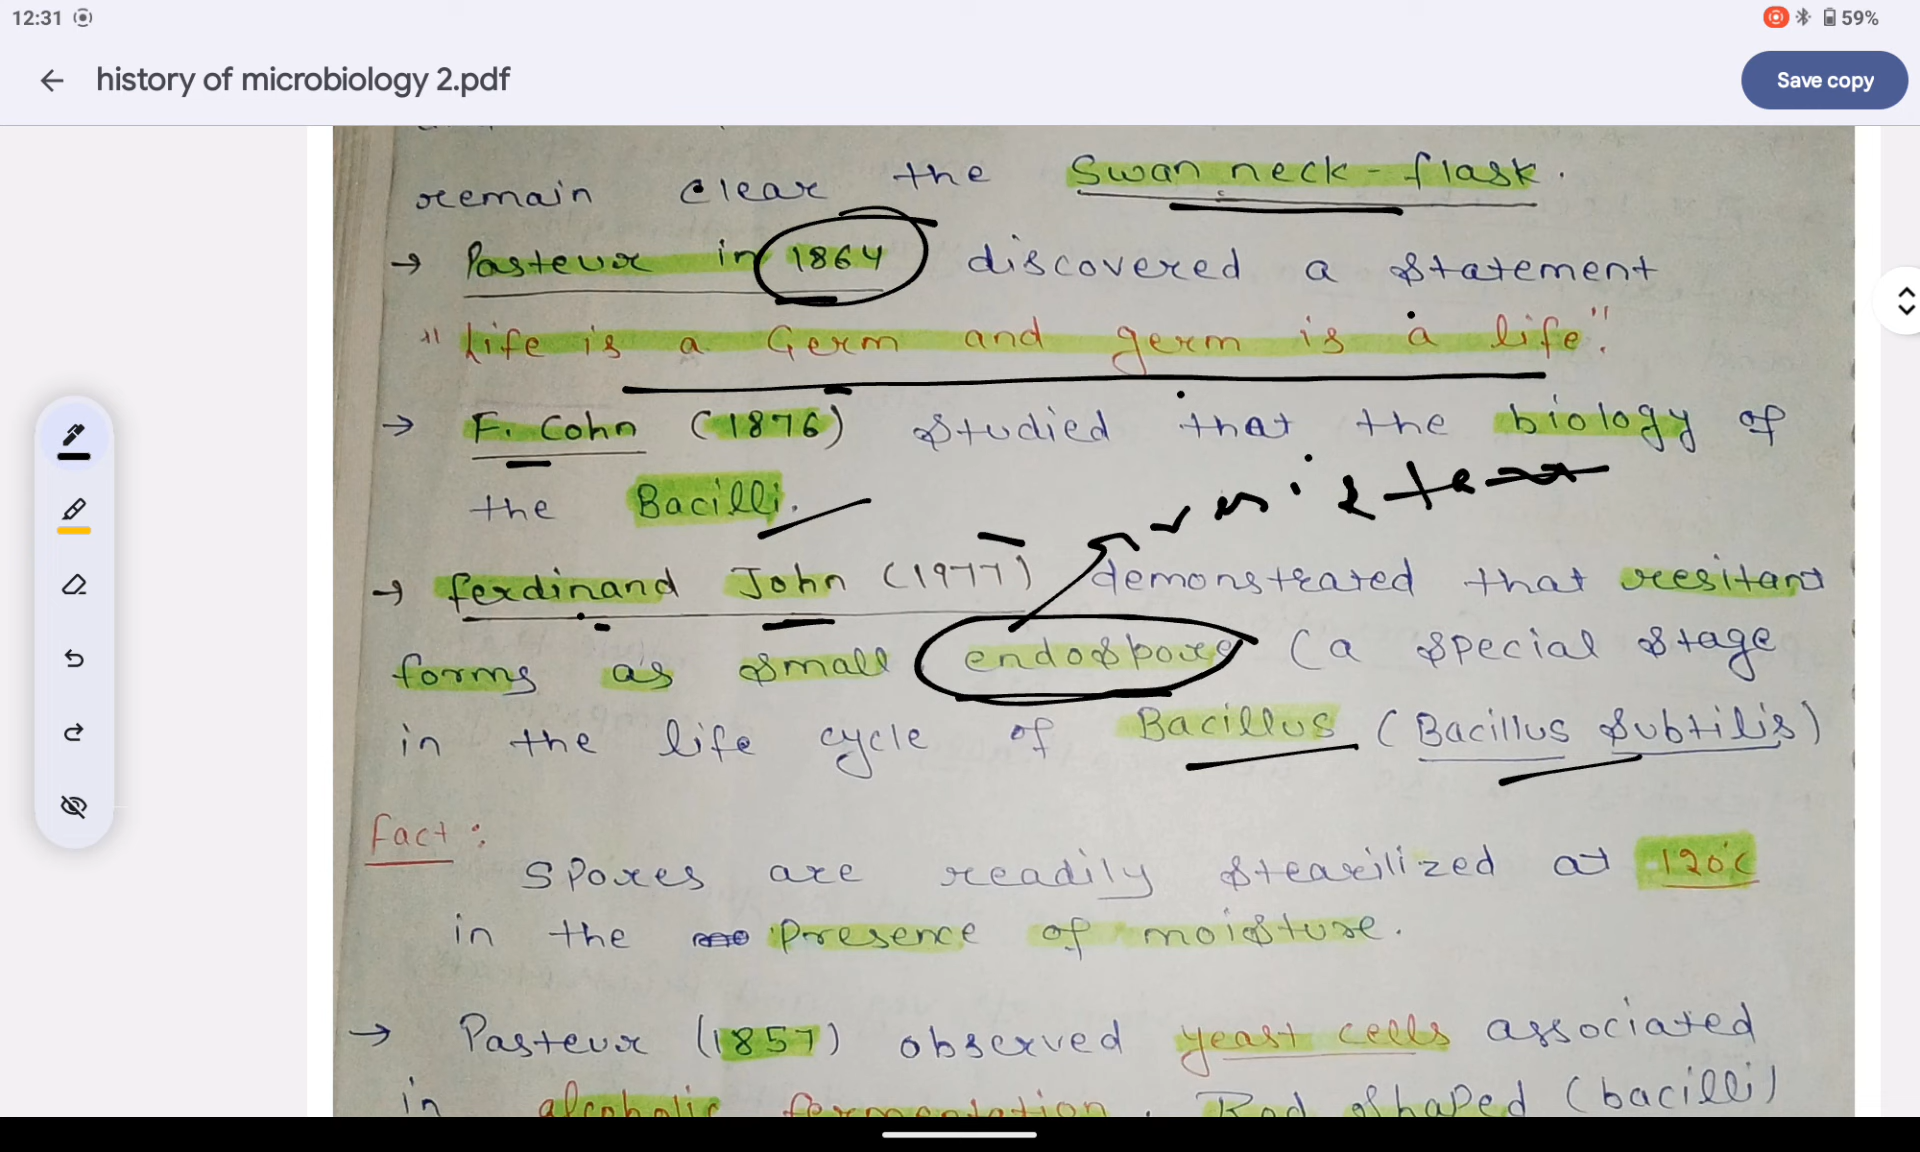 12:31
59%
history of microbiology 2.pdf
Save copy
remain clear the Swan neck-flask.
→ Pasteur in 1864 discovered a statement
"Life is a Germ and germ is a life".
→ F. Cohn (1876) studied that the biology of
the Bacilli.
→ ferdinand John (1977) demonstrated that resitant
forms as small endospore (a special stage
in the life cycle of Bacillus (Bacillus subtilis)
Fact:
Spores are readily stearilized at 120°C
in the Presence of moisture.
→ Pasteur (1857) observed yeast cells associated
in alcoholic fermentation. Rod shaped (bacilli)